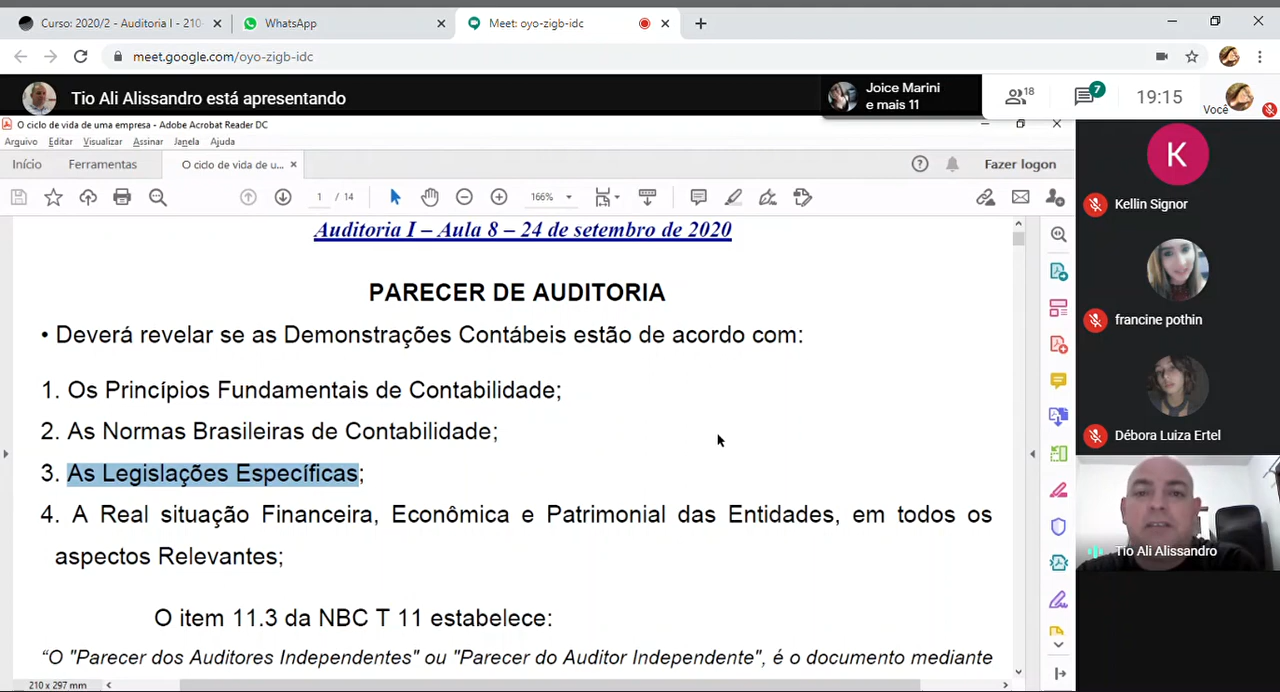 Curso: 2020/2 - Auditoria I - 210
WhatsApp
Meet: oyo-zigb-idc
meet.google.com/oyo-zigb-idc
Tio Ali Alissandro está apresentando
Joice Marini
e mais 11
18
7
19:15
Você
O ciclo de vida de uma empresa - Adobe Acrobat Reader DC
Arquivo Editar Visualizar Assinar Janela Ajuda
Início Ferramentas O ciclo de vida de u... Fazer logon
1 / 14 166%
Auditoria I – Aula 8 – 24 de setembro de 2020
PARECER DE AUDITORIA
• Deverá revelar se as Demonstrações Contábeis estão de acordo com:
1. Os Princípios Fundamentais de Contabilidade;
2. As Normas Brasileiras de Contabilidade;
3. As Legislações Específicas;
4. A Real situação Financeira, Econômica e Patrimonial das Entidades, em todos os
aspectos Relevantes;
O item 11.3 da NBC T 11 estabelece:
“O "Parecer dos Auditores Independentes" ou "Parecer do Auditor Independente", é o documento mediante
210 x 297 mm
K
Kellin Signor
francine pothin
Débora Luiza Ertel
Tio Ali Alissandro